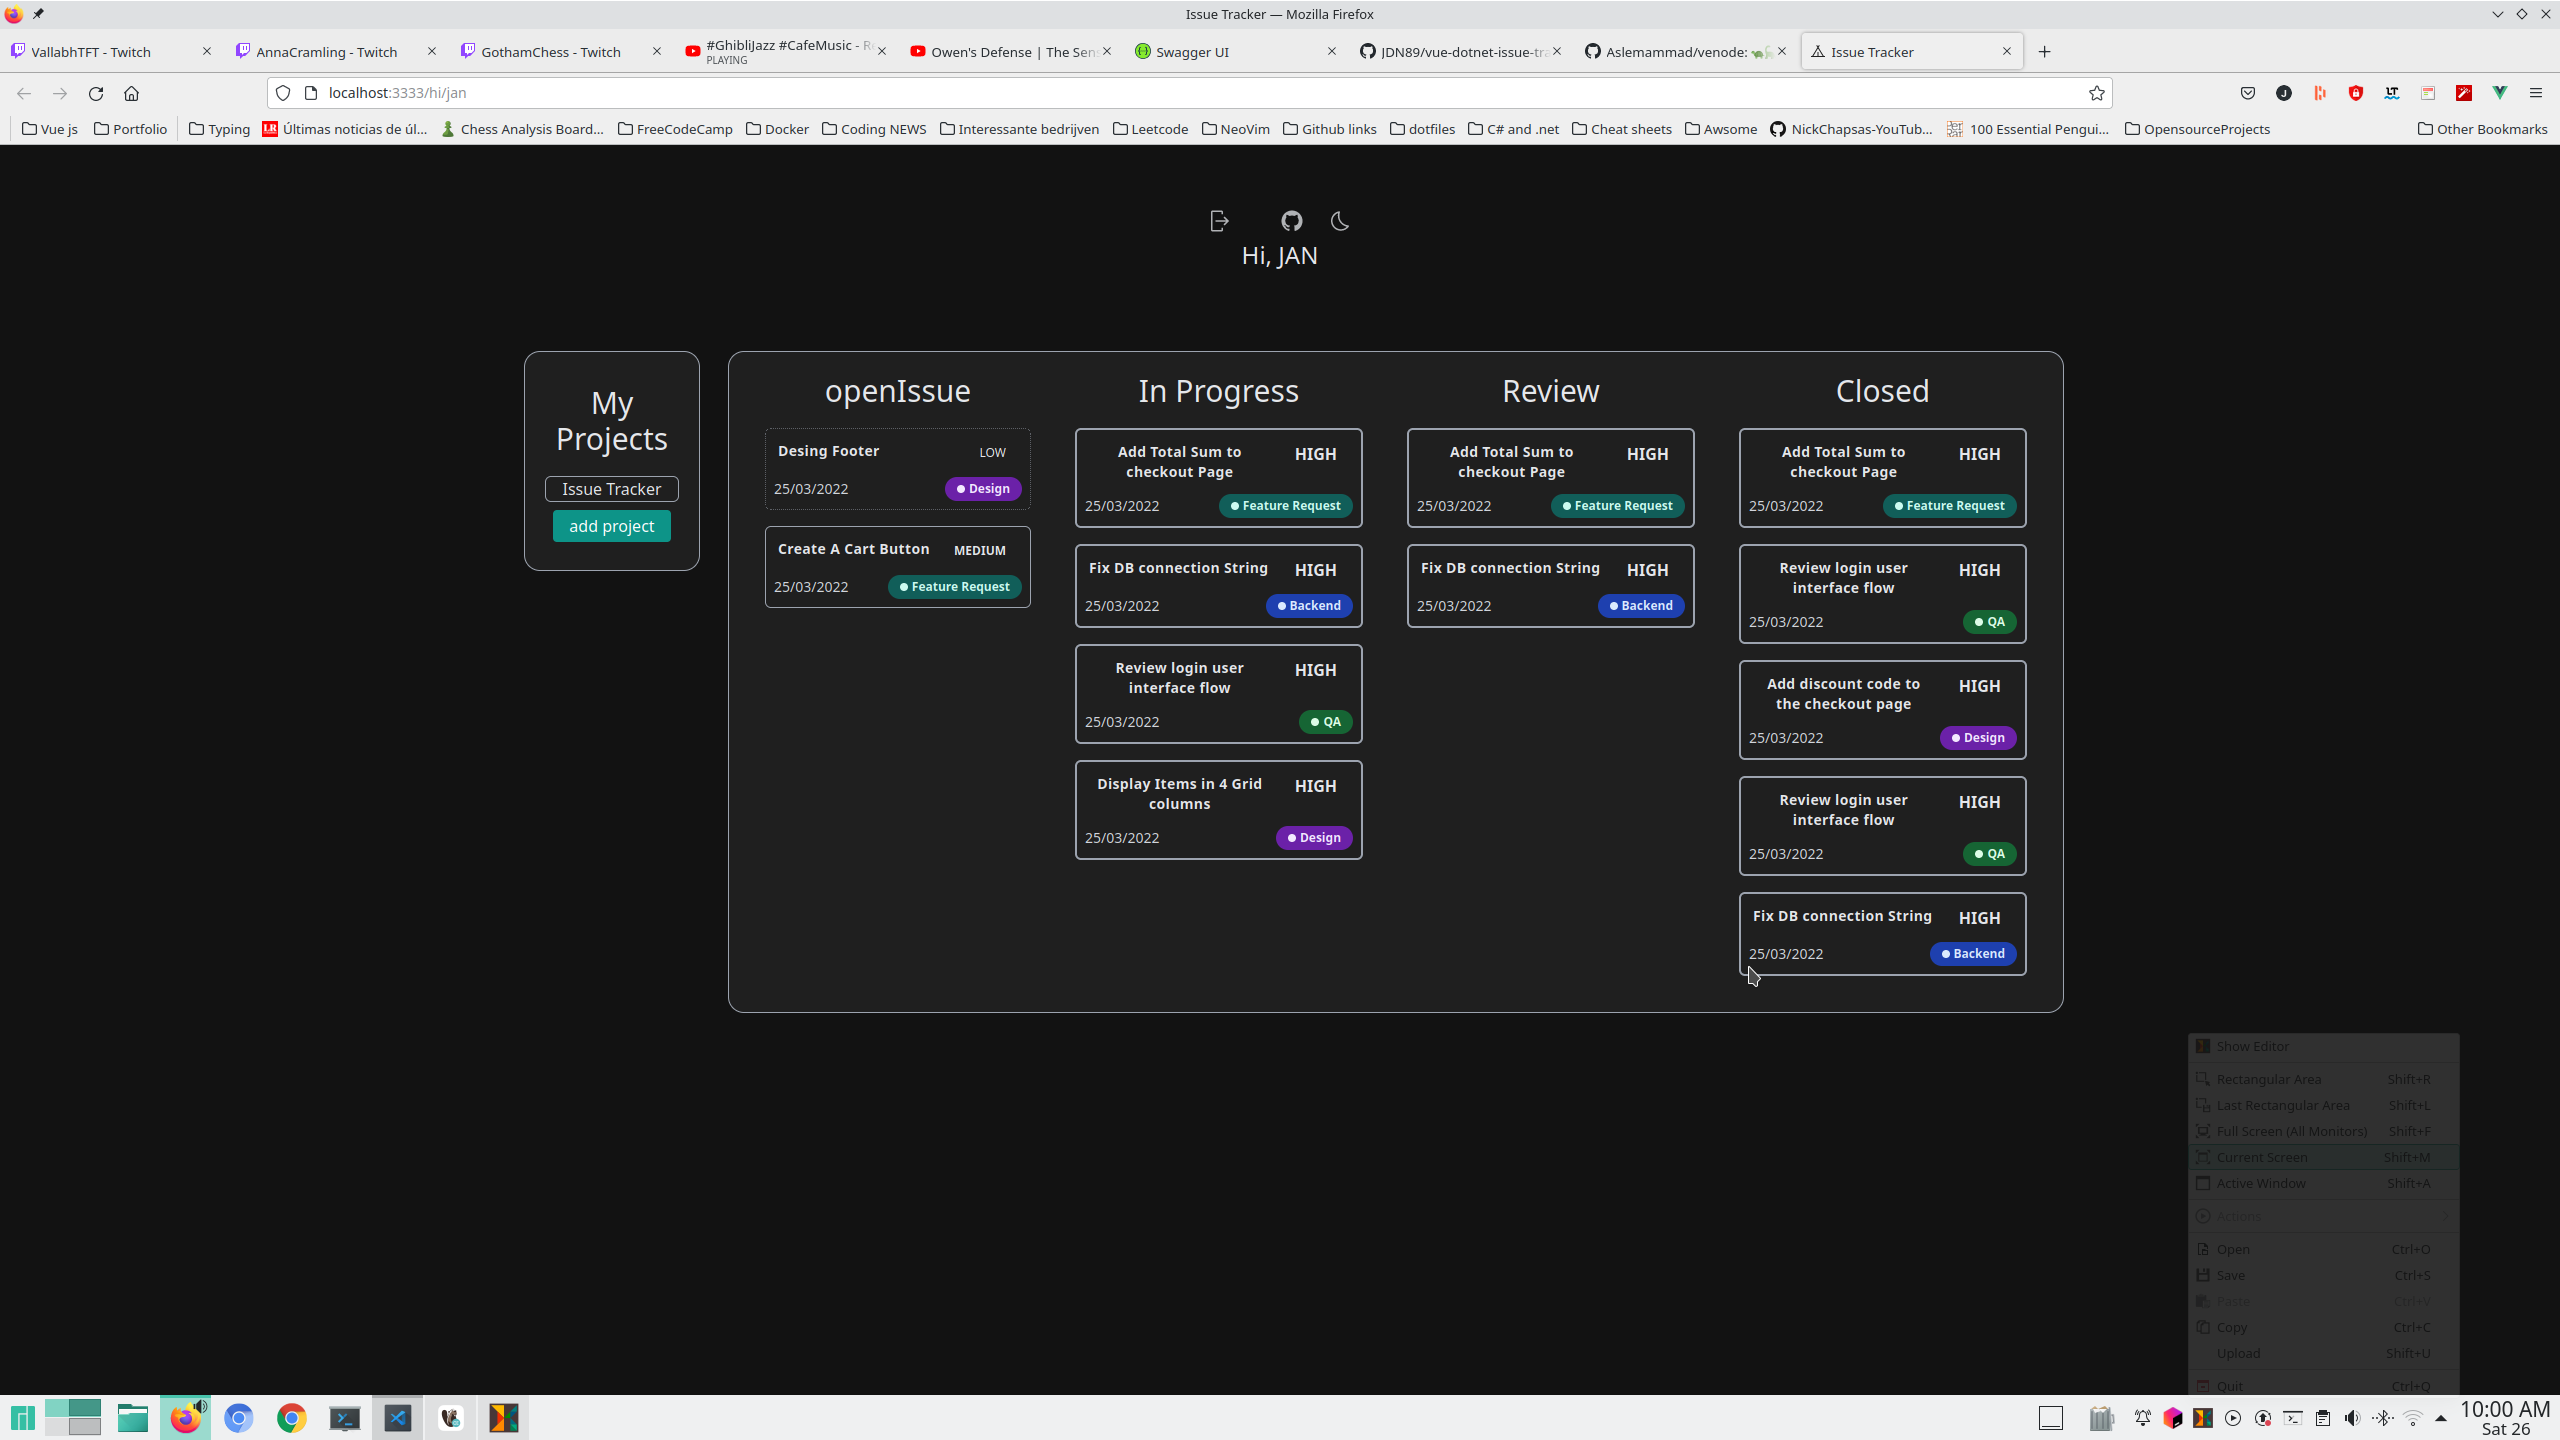 Issue Tracker — Mozilla Firefox
VallabhTFT - Twitch
AnnaCramling - Twitch
GothamChess - Twitch
#GhibliJazz #CafeMusic - R
PLAYING
Owen's Defense | The Sens
Swagger UI
JDN89/vue-dotnet-issue-tra
Aslemammad/venode: 🐢🦕
Issue Tracker
localhost:3333/hi/jan
Vue js
Portfolio
Typing
LR Últimas noticias de úl...
Chess Analysis Board...
FreeCodeCamp
Docker
Coding NEWS
Interessante bedrijven
Leetcode
NeoVim
Github links
dotfiles
C# and .net
Cheat sheets
Awsome
NickChapsas-YouTub...
100 Essential Pengui...
OpensourceProjects
Other Bookmarks
Hi, JAN
My
Projects
Issue Tracker
add project
openIssue
Desing Footer LOW
25/03/2022 Design
Create A Cart Button MEDIUM
25/03/2022 Feature Request
In Progress
Add Total Sum to
checkout Page
HIGH
25/03/2022 Feature Request
Fix DB connection String HIGH
25/03/2022 Backend
Review login user
interface flow
HIGH
25/03/2022 QA
Display Items in 4 Grid
columns
HIGH
25/03/2022 Design
Review
Add Total Sum to
checkout Page
HIGH
25/03/2022 Feature Request
Fix DB connection String HIGH
25/03/2022 Backend
Closed
Add Total Sum to
checkout Page
HIGH
25/03/2022 Feature Request
Review login user
interface flow
HIGH
25/03/2022 QA
Add discount code to
the checkout page
HIGH
25/03/2022 Design
Review login user
interface flow
HIGH
25/03/2022 QA
Fix DB connection String HIGH
25/03/2022 Backend
Show Editor
Rectangular Area Shift+R
Last Rectangular Area Shift+L
Full Screen (All Monitors) Shift+F
Current Screen Shift+M
Active Window Shift+A
Actions
Open Ctrl+O
Save Ctrl+S
Paste Ctrl+V
Copy Ctrl+C
Upload Shift+U
Quit Ctrl+Q
10:00 AM
Sat 26